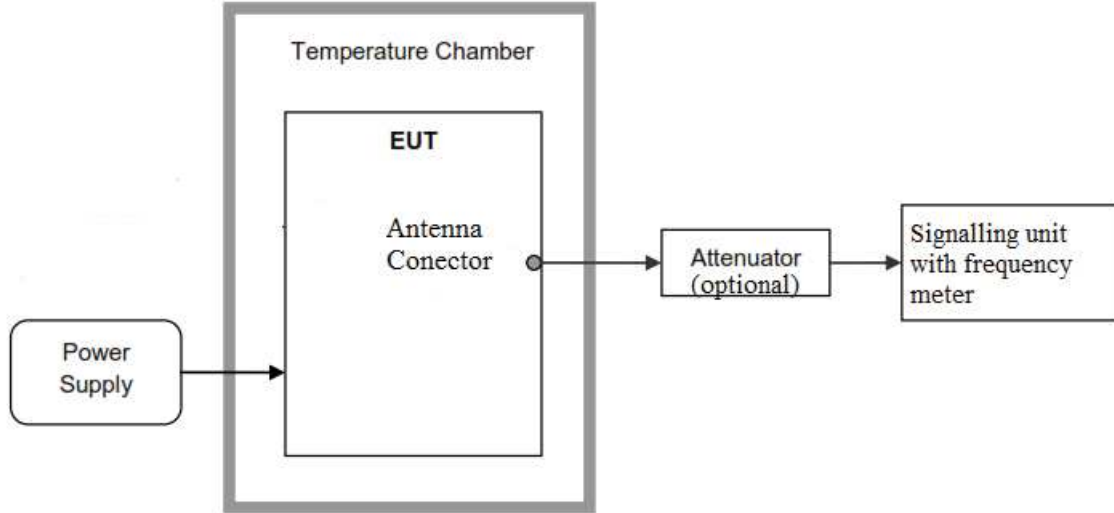 Temperature Chamber
EUT
Antenna
Conector
Attenuator
(optional)
Signalling unit
with frequency
meter
Power
Supply